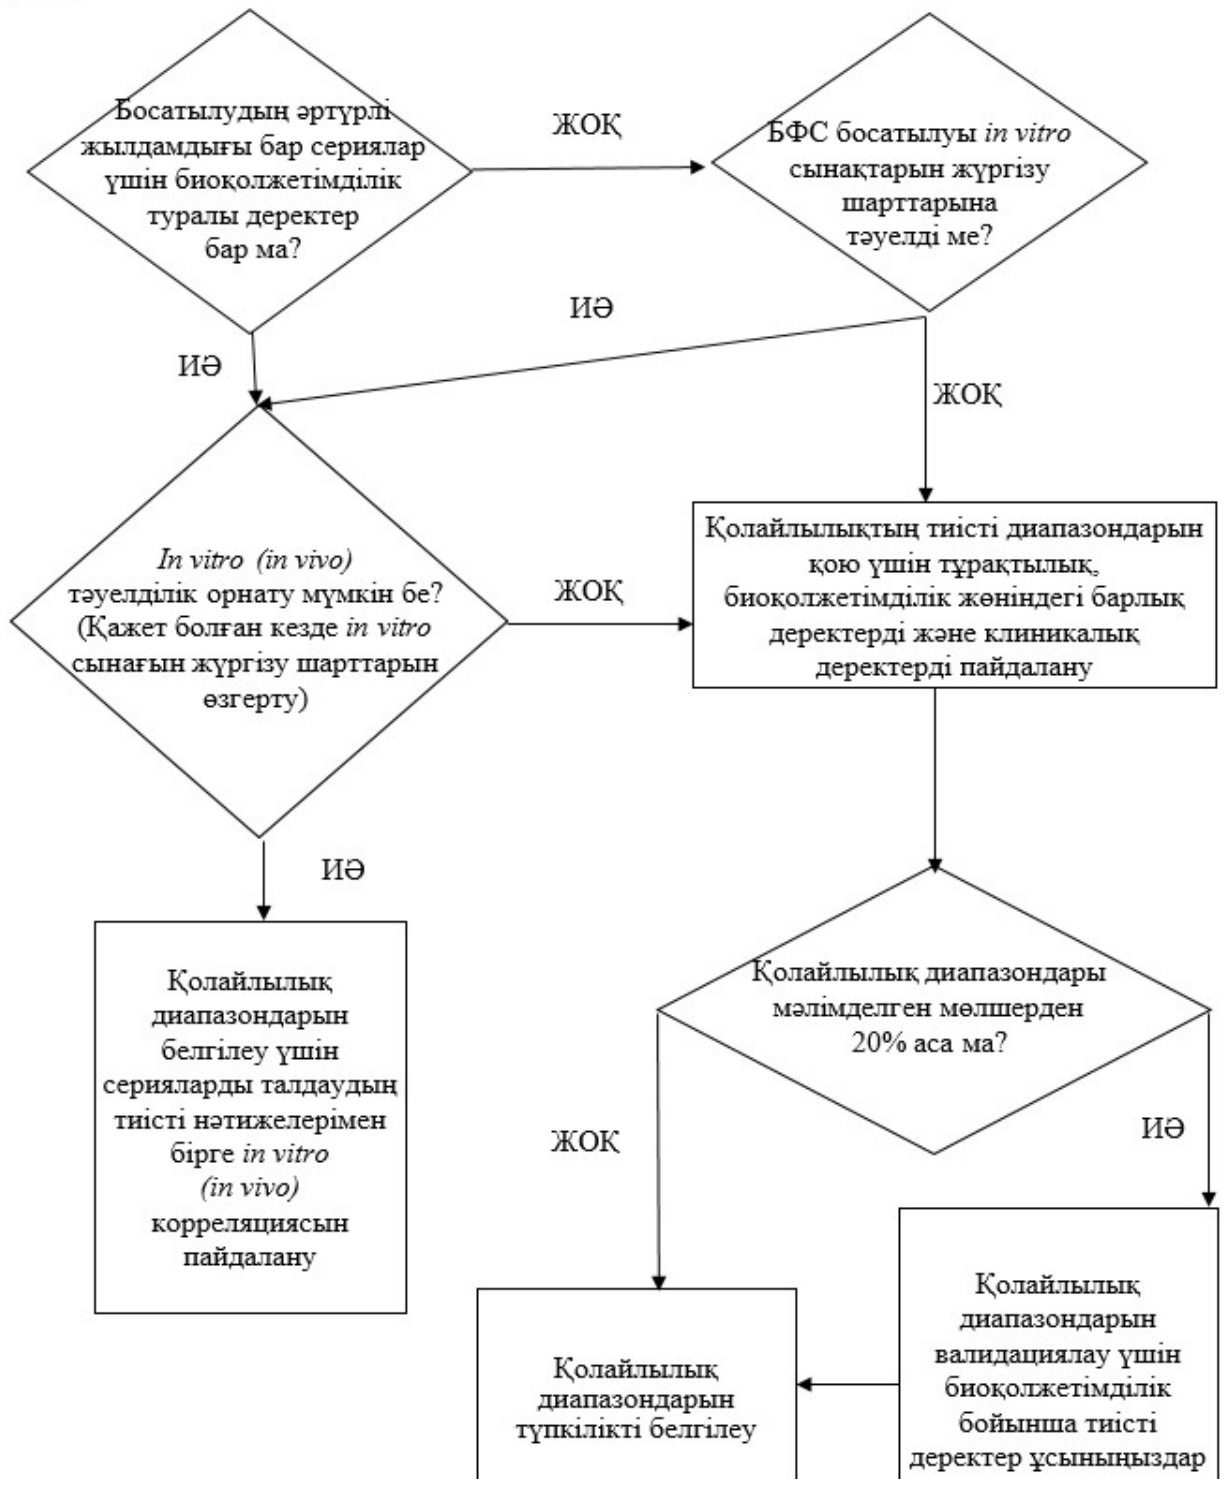 Босатылудың әртүрлі
жылдамдығы бар сериялар
үшін биоқолжетімділік
туралы деректер
бар ма?
ЖОҚ
БФС босатылуы in vitro
сынақтарын жүргізу
шарттарына
тәуелді ме?
ИӘ
ИӘ
ЖОҚ
In vitro (in vivo)
тәуелділік орнату мүмкін бе?
(Қажет болған кезде in vitro
сынағын жүргізу шарттарын
өзгерту)
ЖОҚ
Қолайлылықтың тиісті диапазондарын
қою үшін тұрақтылық,
биоқолжетімділік жөніндегі барлық
деректерді және клиникалық
деректерді пайдалану
ИӘ
Қолайлылық
диапазондарын
белгілеу үшін
серияларды талдаудың
тиісті нәтижелерімен
бірге in vitro
(in vivo)
корреляциясын
пайдалану
Қолайлылық диапазондары
мәлімделген мөлшерден
20% аса ма?
ЖОҚ
ИӘ
Қолайлылық
диапазондарын
түпкілікті белгілеу
Қолайлылық
диапазондарын
валидациялау үшін
биоқолжетімділік
бойынша тиісті
деректер ұсыныңыздар